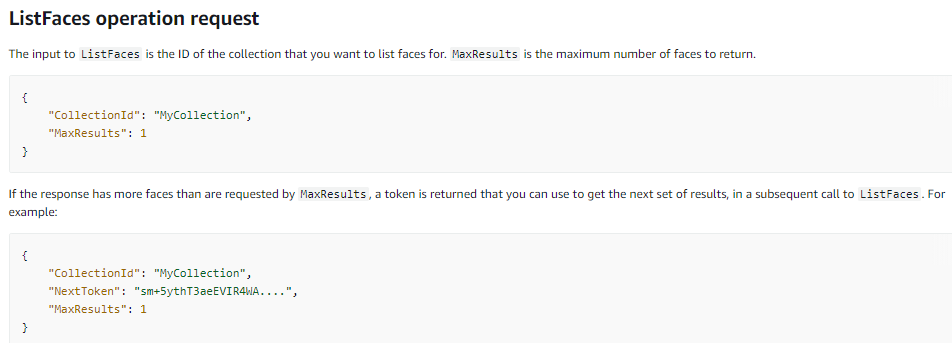 ListFaces operation request
The input to ListFaces is the ID of the collection that you want to list faces for. MaxResults is the maximum number of faces to return.
{
    "CollectionId": "MyCollection",
    "MaxResults": 1
}
If the response has more faces than are requested by MaxResults, a token is returned that you can use to get the next set of results, in a subsequent call to ListFaces. For
example:
{
    "CollectionId": "MyCollection",
    "NextToken": "sm+5ythT3aeEVIR4WA....",
    "MaxResults": 1
}